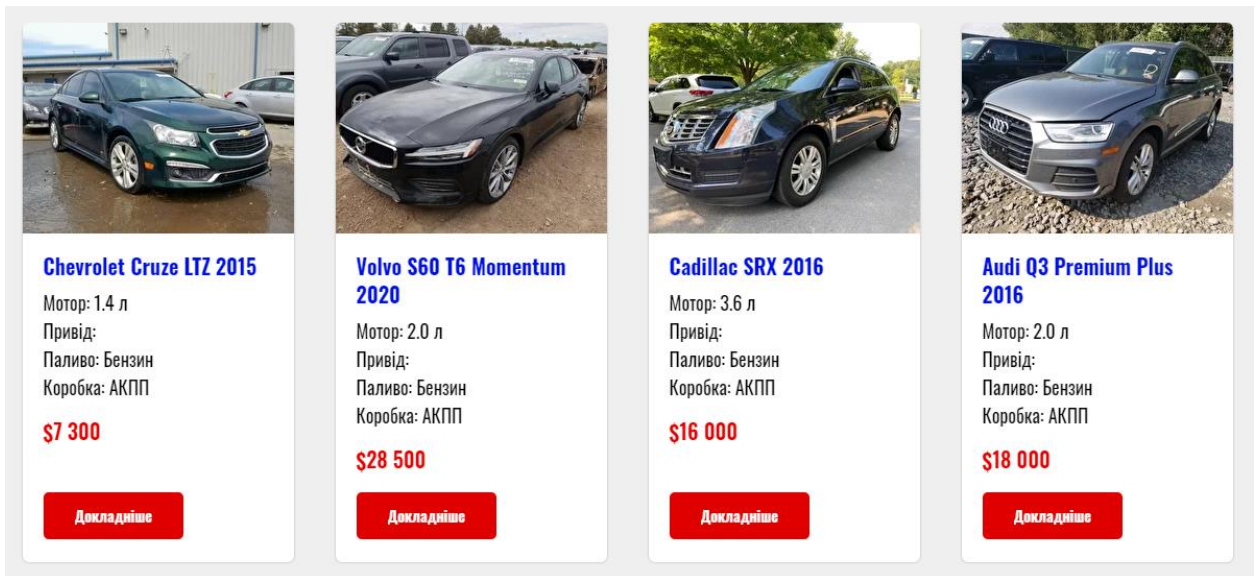 Chevrolet Cruze LTZ 2015
Мотор: 1.4 л
Привід:
Паливо: Бензин
Коробка: АКПП
$7 300
Докладніше
Volvo S60 T6 Momentum
2020
Мотор: 2.0 л
Привід:
Паливо: Бензин
Коробка: АКПП
$28 500
Докладніше
Cadillac SRX 2016
Мотор: 3.6 л
Привід:
Паливо: Бензин
Коробка: АКПП
$16 000
Докладніше
Audi Q3 Premium Plus
2016
Мотор: 2.0 л
Привід:
Паливо: Бензин
Коробка: АКПП
$18 000
Докладніше